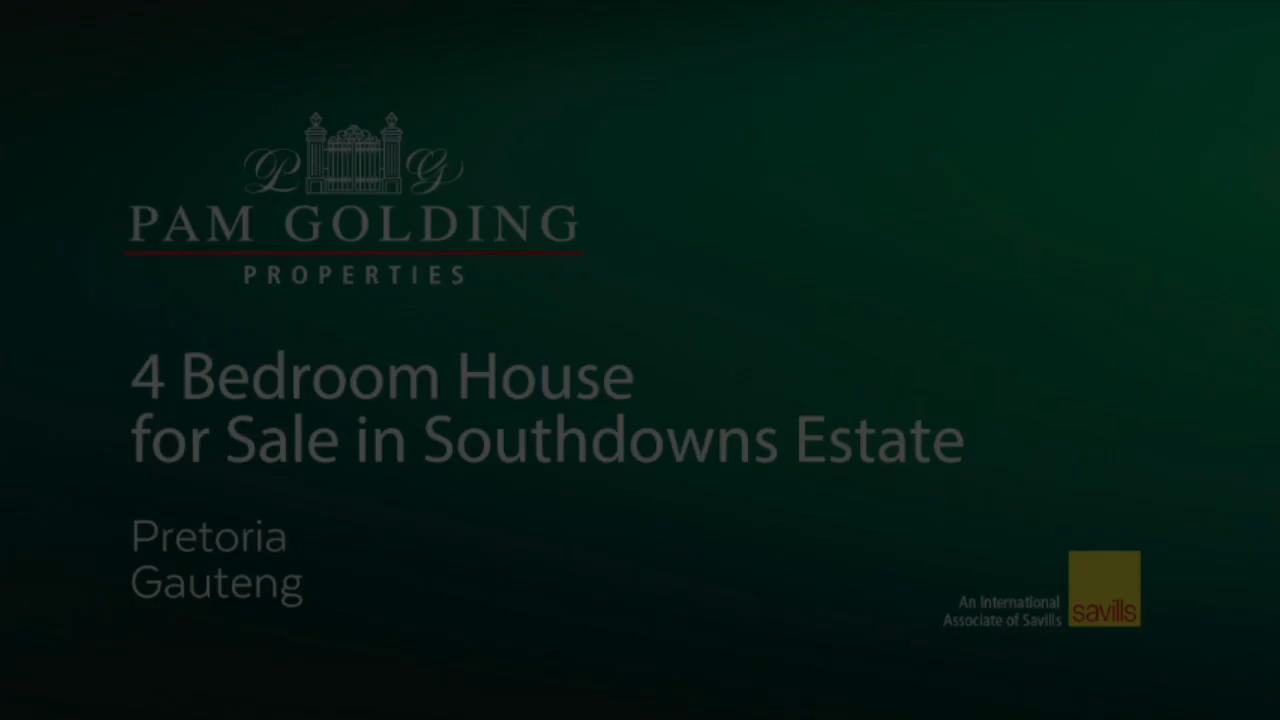 P G
PAM GOLDING
PROPERTIES
4 Bedroom House
for Sale in Southdowns Estate
Pretoria
Gauteng
An International
Associate of Savills
savills